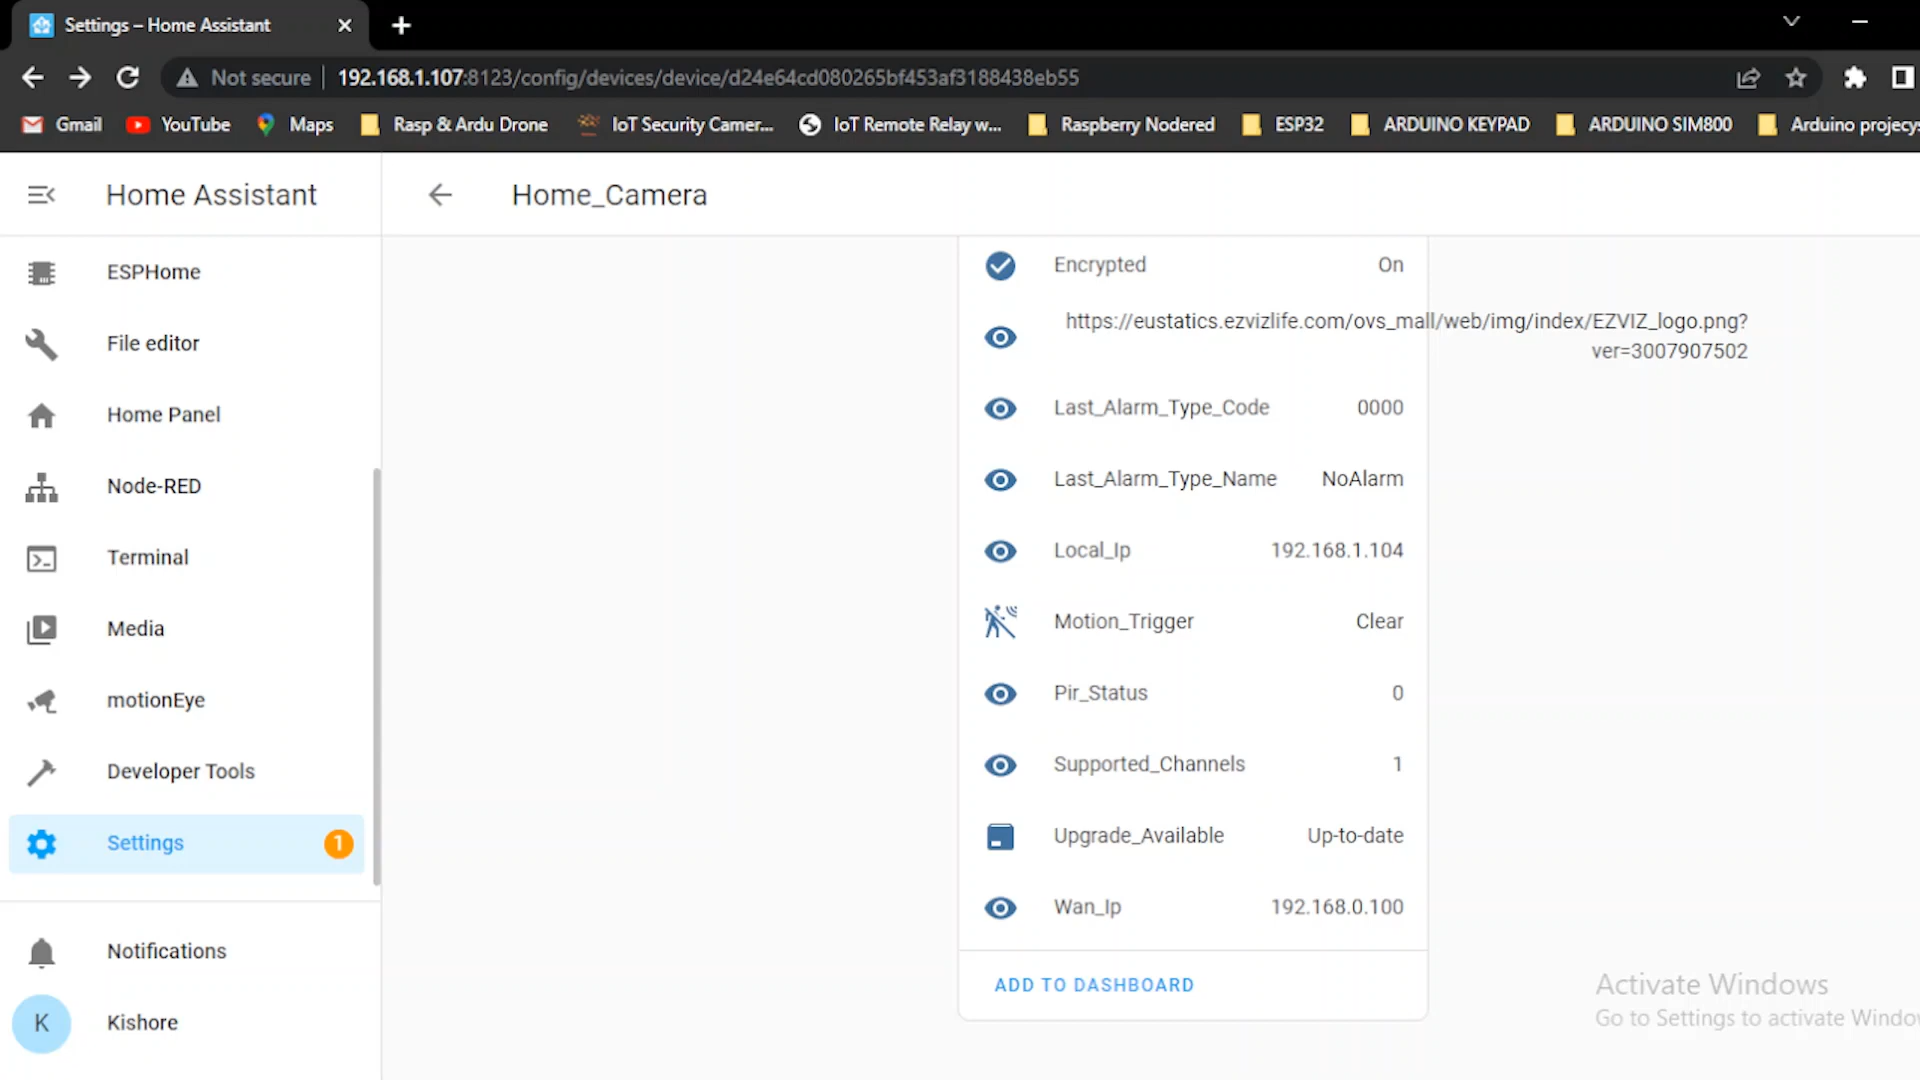 Settings – Home Assistant
Not secure 192.168.1.107:8123/config/devices/device/d24e64cd080265bf453af3188438eb55
Gmail YouTube Maps Rasp & Ardu Drone IoT Security Camer... IoT Remote Relay w... Raspberry Nodered ESP32 ARDUINO KEYPAD ARDUINO SIM800 Arduino projecys
Home Assistant
Home_Camera
ESPHome
File editor
Home Panel
Node-RED
Terminal
Media
motionEye
Developer Tools
Settings 1
Notifications
K Kishore
Encrypted On
https://eustatics.ezvizlife.com/ovs_mall/web/img/index/EZVIZ_logo.png?
ver=3007907502
Last_Alarm_Type_Code 0000
Last_Alarm_Type_Name NoAlarm
Local_Ip 192.168.1.104
Motion_Trigger Clear
Pir_Status 0
Supported_Channels 1
Upgrade_Available Up-to-date
Wan_Ip 192.168.0.100
ADD TO DASHBOARD
Activate Windows
Go to Settings to activate Windo